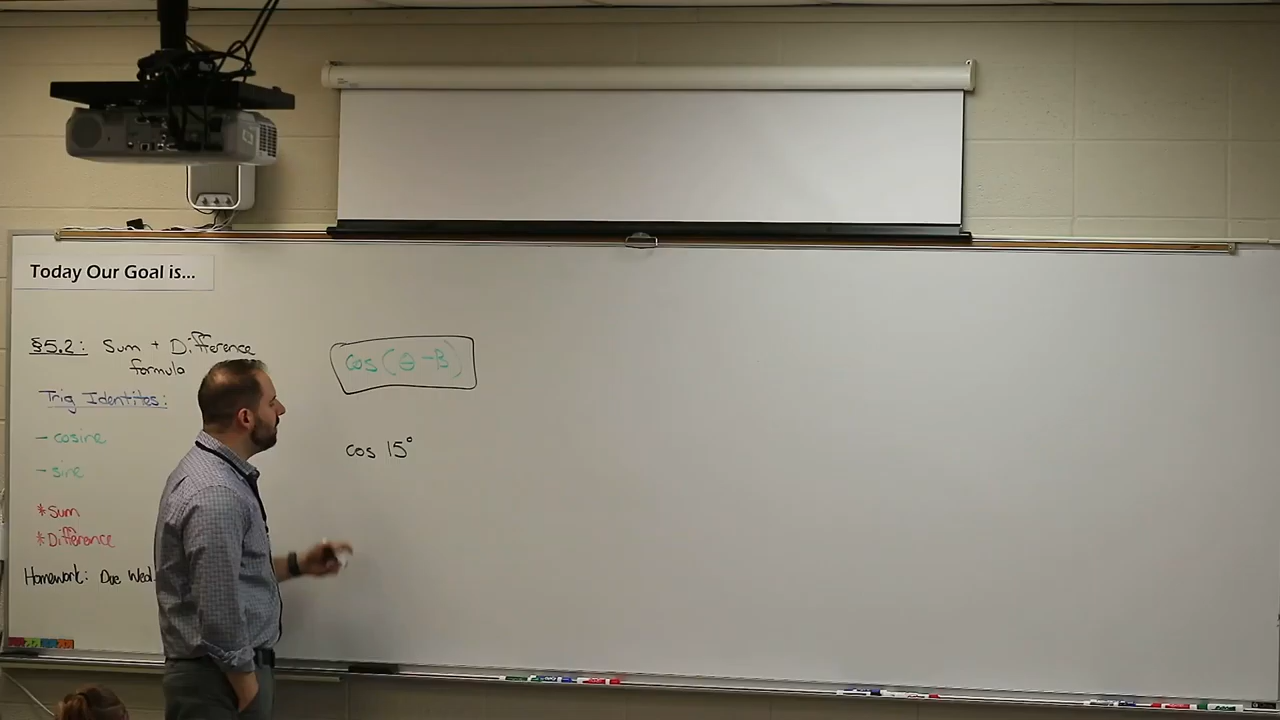 Today Our Goal is...
§5.2: Sum + Difference
formula
Trig Identites:
- cosine
- sine
*Sum
*Difference
Homework: Due Wed.
cos(θ-B)
cos 15°